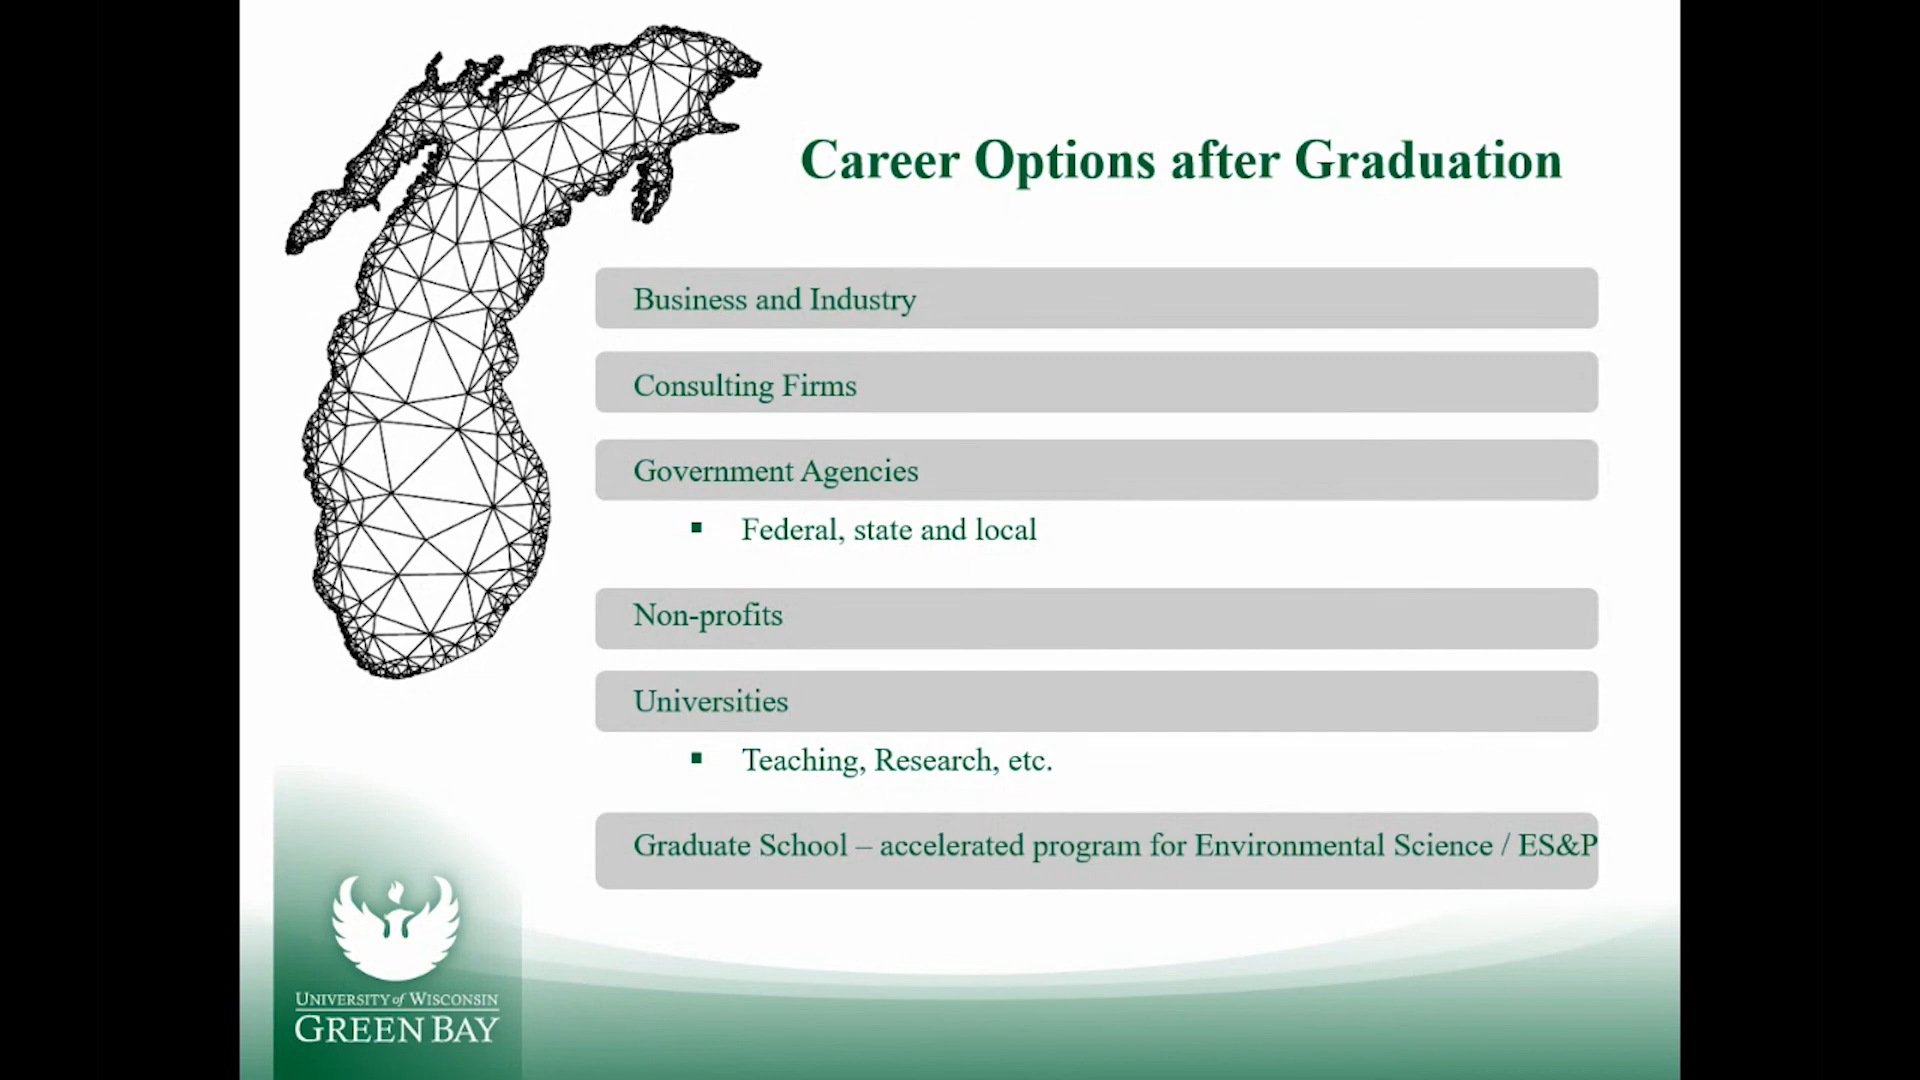 Career Options after Graduation
Business and Industry
Consulting Firms
Government Agencies
▪ Federal, state and local
Non-profits
Universities
▪ Teaching, Research, etc.
Graduate School – accelerated program for Environmental Science / ES&P
UNIVERSITY of WISCONSIN
GREEN BAY